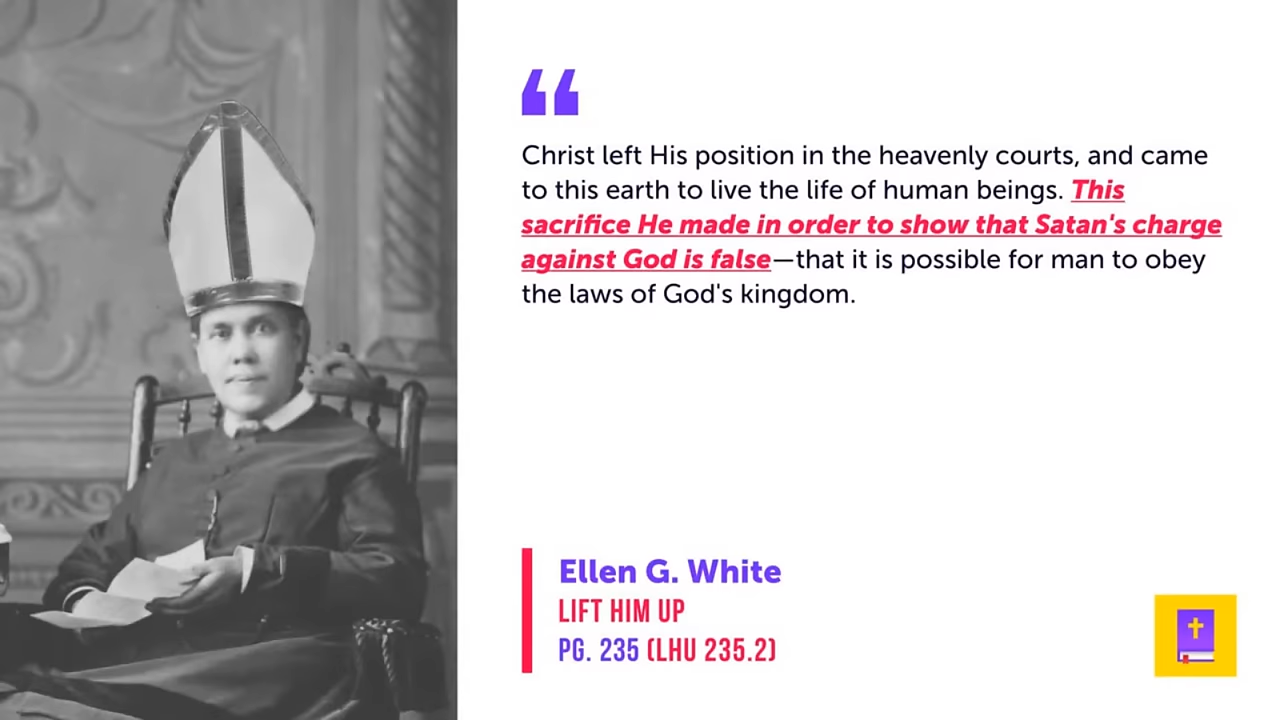 Christ left His position in the heavenly courts, and came
to this earth to live the life of human beings. This
sacrifice He made in order to show that Satan's charge
against God is false—that it is possible for man to obey
the laws of God's kingdom.
Ellen G. White
LIFT HIM UP
PG. 235 (LHU 235.2)